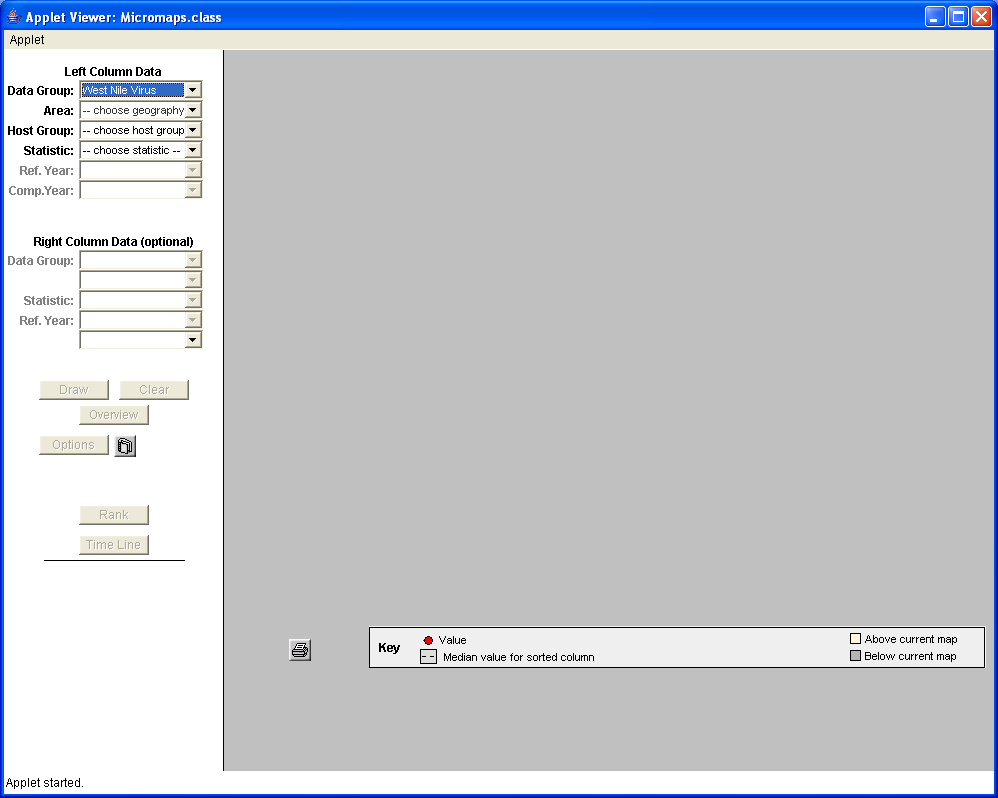 Applet Viewer: Micromaps.class
Applet
Left Column Data
Data Group: West Nile Virus
Area: -- choose geography
Host Group: -- choose host group
Statistic: -- choose statistic --
Ref. Year:
Comp.Year:
Right Column Data (optional)
Data Group:
Statistic:
Ref. Year:
Draw Clear
Overview
Options
Rank
Time Line
Key
Value
Median value for sorted column
Above current map
Below current map
Applet started.